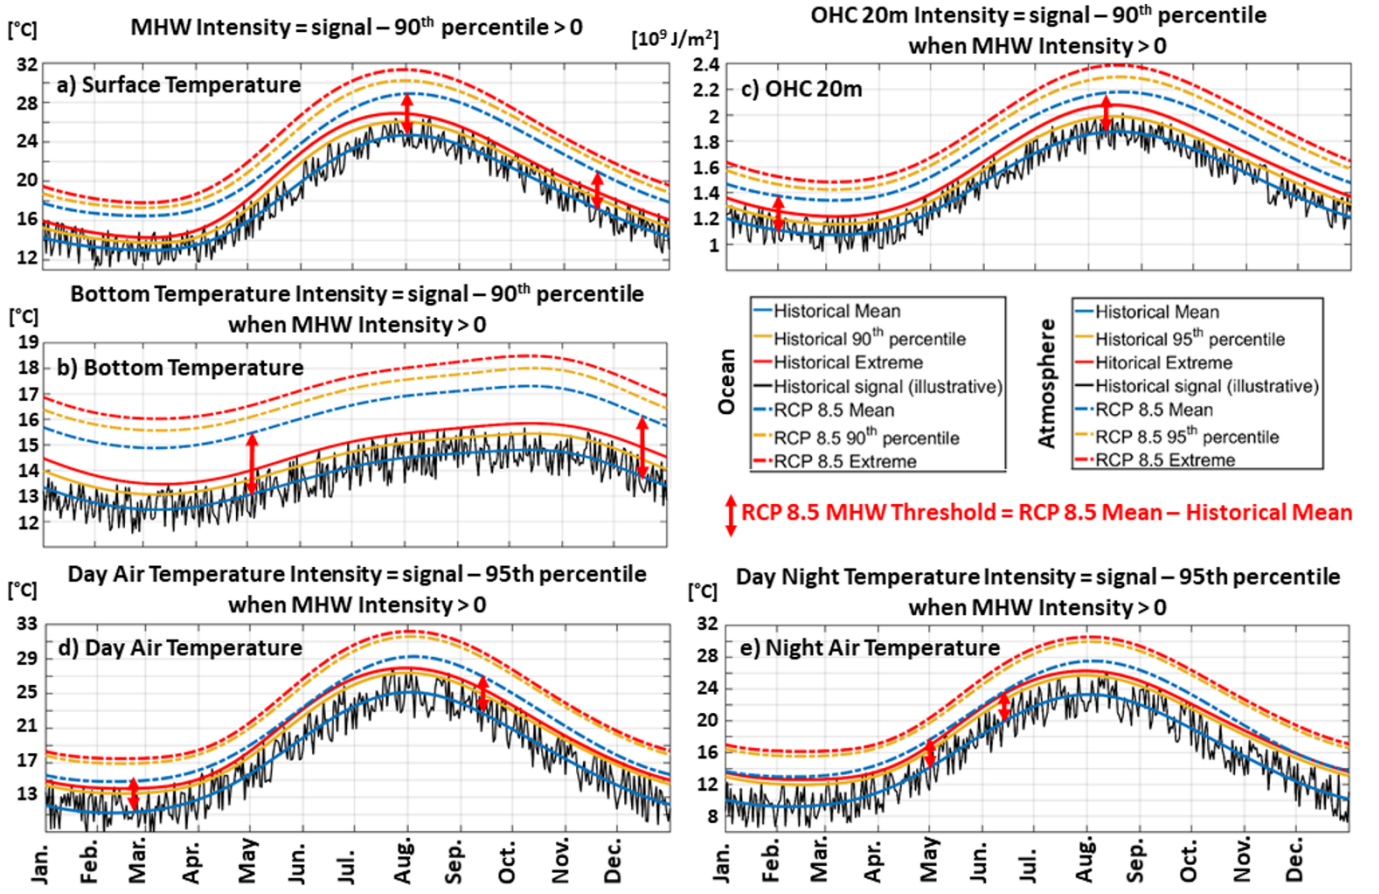 MHW Intensity = signal – 90th percentile > 0
[°C]
a) Surface Temperature
32
28
24
20
16
12
OHC 20m Intensity = signal – 90th percentile
when MHW Intensity > 0
[10⁹ J/m²]
c) OHC 20m
2.4
2.2
2
1.8
1.6
1.4
1.2
1
Bottom Temperature Intensity = signal – 90th percentile
when MHW Intensity > 0
[°C]
b) Bottom Temperature
19
18
17
16
15
14
13
12
Ocean
Historical Mean
Historical 90th percentile
Historical Extreme
Historical signal (illustrative)
RCP 8.5 Mean
RCP 8.5 90th percentile
RCP 8.5 Extreme
Atmosphere
Historical Mean
Historical 95th percentile
Hitorical Extreme
Historical signal (illustrative)
RCP 8.5 Mean
RCP 8.5 95th percentile
RCP 8.5 Extreme
RCP 8.5 MHW Threshold = RCP 8.5 Mean – Historical Mean
Day Air Temperature Intensity = signal – 95th percentile
when MHW Intensity > 0
[°C]
d) Day Air Temperature
33
29
25
21
17
13
Jan.
Feb.
Mar.
Apr.
May
Jun.
Jul.
Aug.
Sep.
Oct.
Nov.
Dec.
Day Night Temperature Intensity = signal – 95th percentile
when MHW Intensity > 0
[°C]
e) Night Air Temperature
32
28
24
20
16
12
8
Jan.
Feb.
Mar.
Apr.
May
Jun.
Jul.
Aug.
Sep.
Oct.
Nov.
Dec.